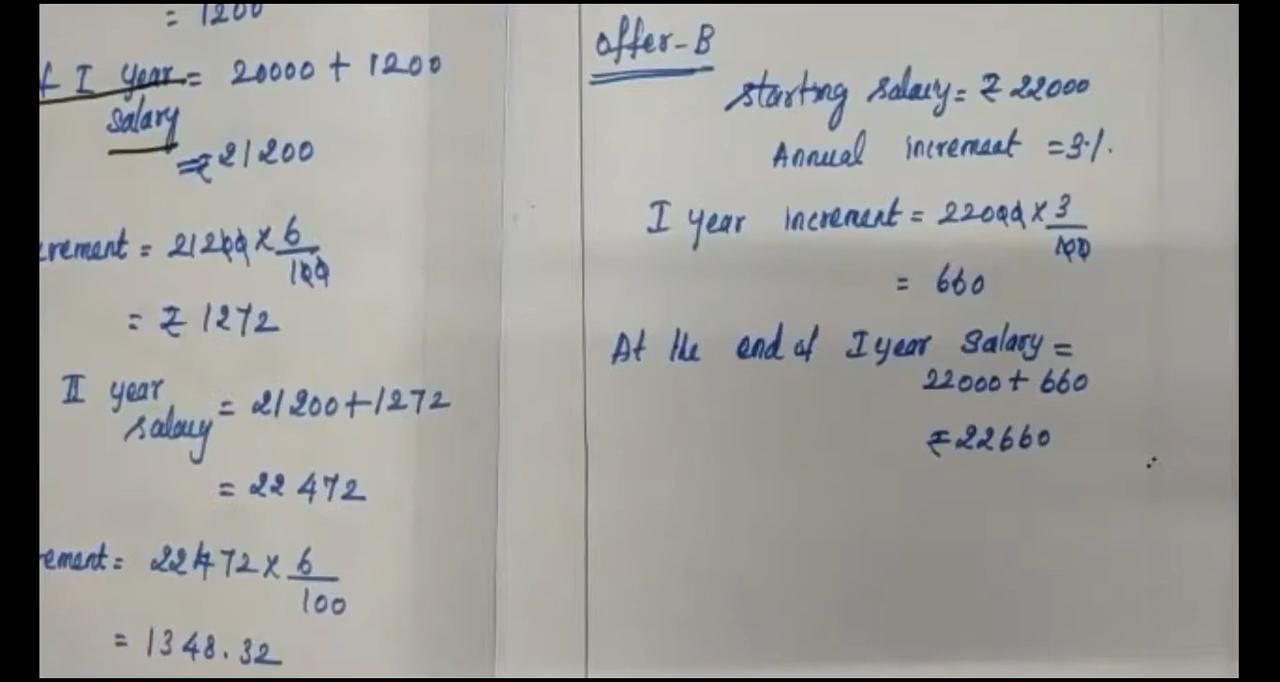 = 1200
I year = 20000 + 1200
salary
= ₹ 21200
rement = 21200 × 6/100
= ₹ 1272
II year
salary = 21200 + 1272
= 22472
ement = 22472 × 6/100
= 1348.32
offer-B
starting salary = ₹ 22000
Annual increment = 3%.
I year increment = 22000 × 3/100
= 660
At the end of I year Salary =
22000 + 660
₹ 22660